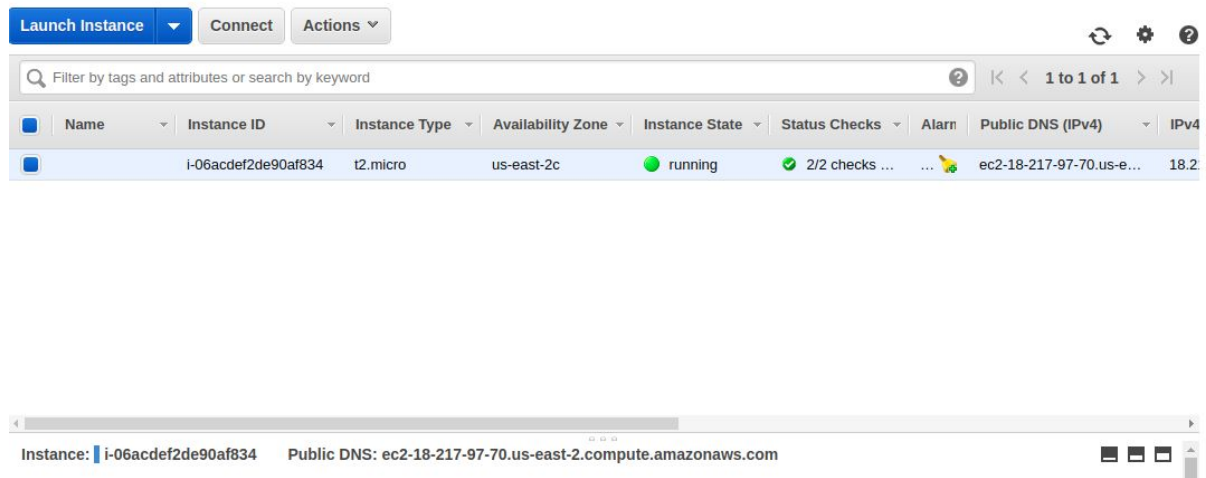 Launch Instance Connect Actions
Filter by tags and attributes or search by keyword 1 to 1 of 1
Name Instance ID Instance Type Availability Zone Instance State Status Checks Alarn Public DNS (IPv4) IPv4
i-06acdef2de90af834 t2.micro us-east-2c running 2/2 checks ... ... ec2-18-217-97-70.us-e... 18.2
Instance: i-06acdef2de90af834 Public DNS: ec2-18-217-97-70.us-east-2.compute.amazonaws.com